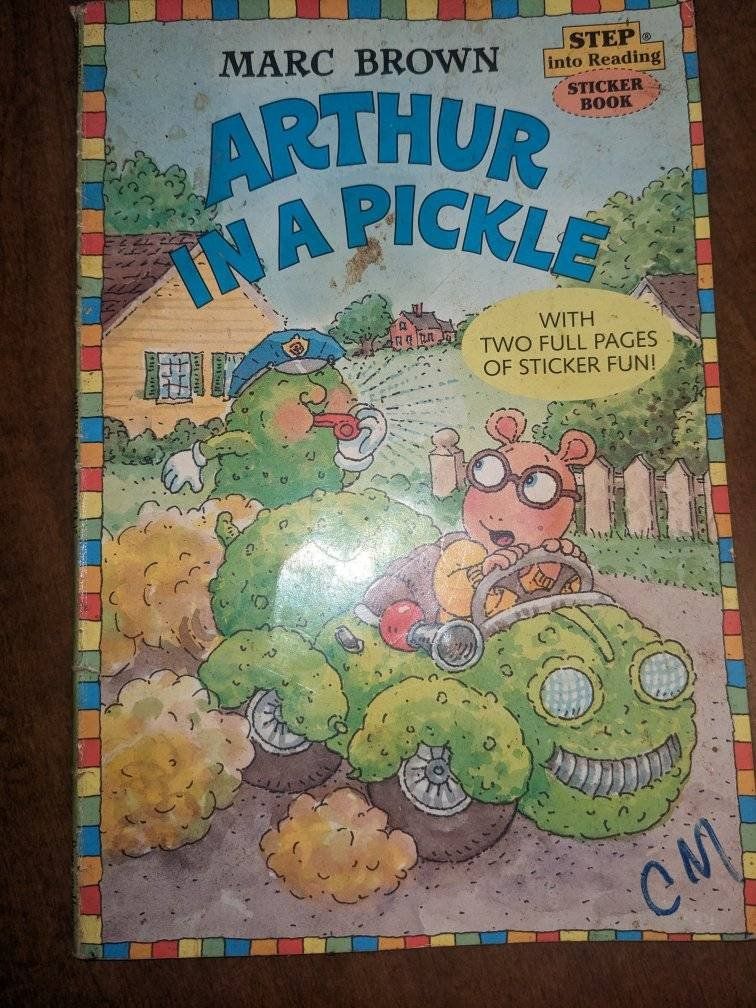 MARC BROWN
STEP®
into Reading
STICKER
BOOK
ARTHUR
IN A PICKLE
WITH
TWO FULL PAGES
OF STICKER FUN!
CM